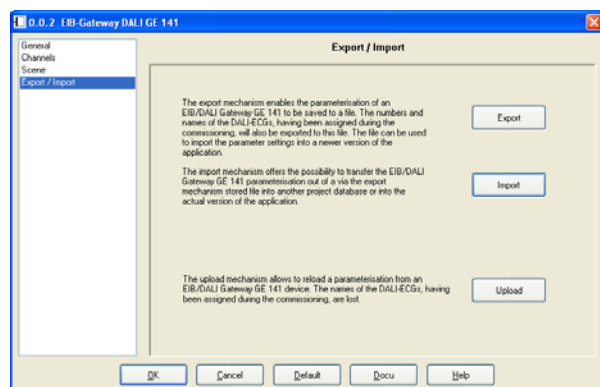 0.0.2 EIB-Gateway DALI GE 141
General
Channels
Scene
Export / Import
Export / Import
The export mechanism enables the parameterisation of an
EIB/DALI Gateway GE 141 to be saved to a file. The numbers and
names of the DALI-ECGs, having been assigned during the
commissioning, will also be exported to this file. The file can be used
to import the parameter settings into a newer version of the
application.
Export
The import mechanism offers the possibility to transfer the EIB/DALI
Gateway GE 141 parameterisation out of a via the export
mechanism stored file into another project database or into the
actual version of the application.
Import
The upload mechanism allows to reload a parameterisation from an
EIB/DALI Gateway GE 141 device. The names of the DALI-ECGs, having
been assigned during the commissioning, are lost.
Upload
OK
Cancel
Default
Docu
Help